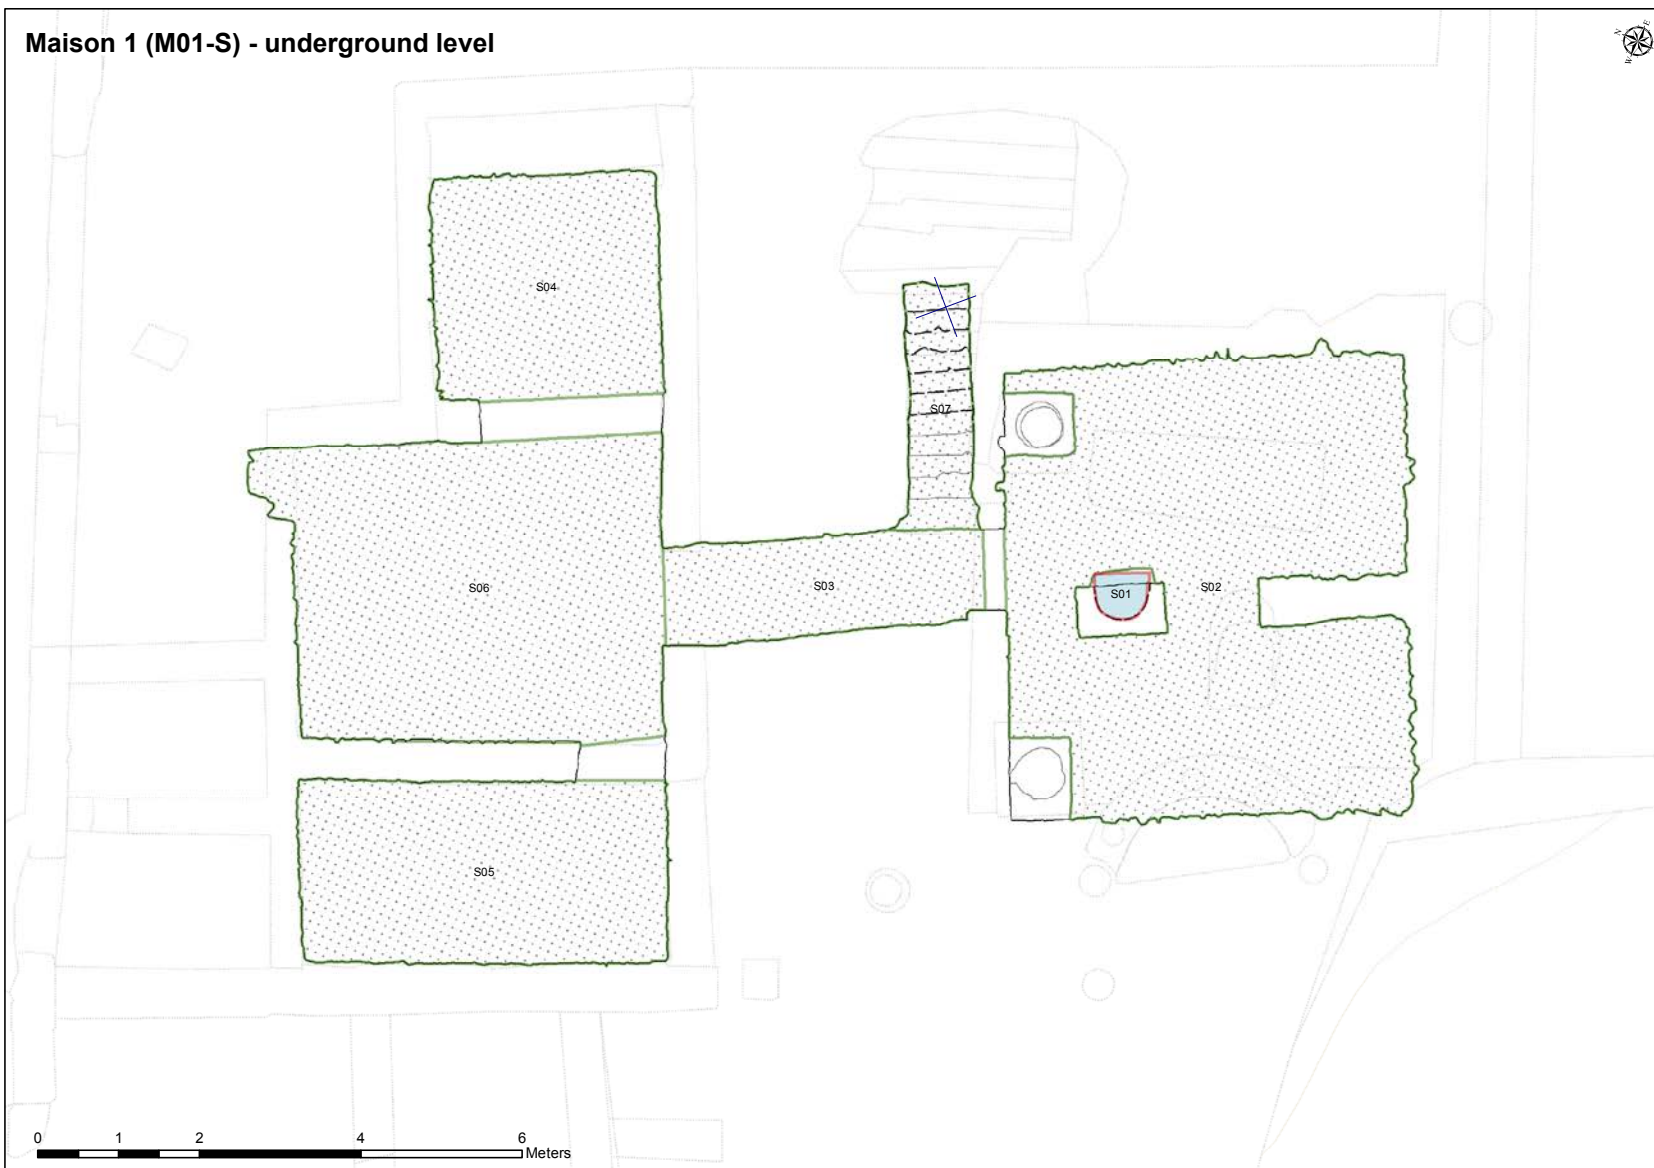 Maison 1 (M01-S) - underground level
N
E
W
S04
S07
S06
S03
S01
S02
S05
0 1 2 4 6
Meters